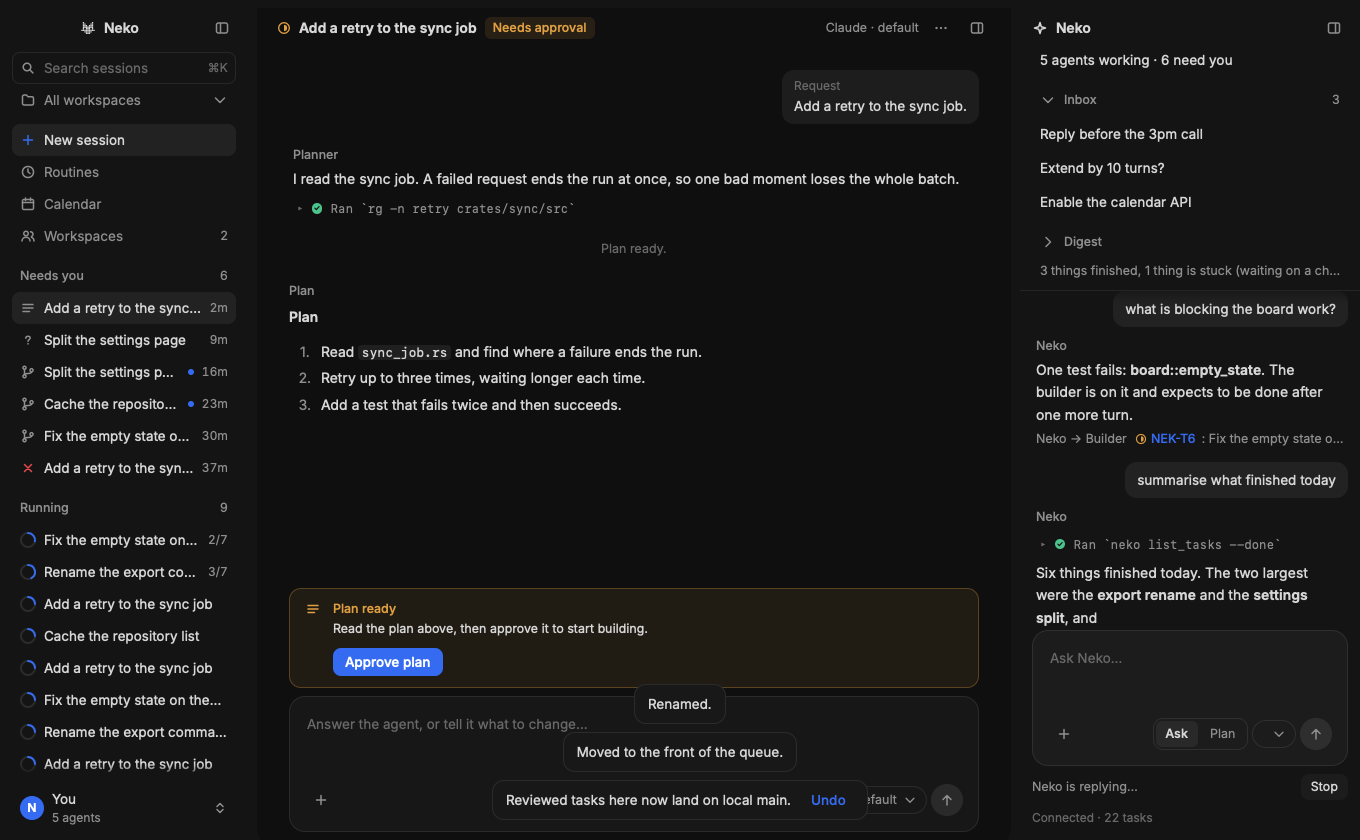 Neko
Search sessions ⌘K
All workspaces
New session
Routines
Calendar
Workspaces 2
Needs you 6
Add a retry to the sync... 2m
? Split the settings page 9m
Split the settings p... 16m
Cache the reposito... 23m
Fix the empty state o... 30m
Add a retry to the syn... 37m
Running 9
Fix the empty state on... 2/7
Rename the export co... 3/7
Add a retry to the sync job
Cache the repository list
Add a retry to the sync job
Fix the empty state on the...
Rename the export comma...
Add a retry to the sync job
N You
5 agents
Add a retry to the sync job Needs approval Claude · default ···
Request
Add a retry to the sync job.
Planner
I read the sync job. A failed request ends the run at once, so one bad moment loses the whole batch.
Ran `rg -n retry crates/sync/src`
Plan ready.
Plan
Plan
1. Read sync_job.rs and find where a failure ends the run.
2. Retry up to three times, waiting longer each time.
3. Add a test that fails twice and then succeeds.
Plan ready
Read the plan above, then approve it to start building.
Approve plan
Renamed.
Answer the agent, or tell it what to change...
Moved to the front of the queue.
Reviewed tasks here now land on local main. Undo
efault
Neko
5 agents working · 6 need you
Inbox 3
Reply before the 3pm call
Extend by 10 turns?
Enable the calendar API
Digest
3 things finished, 1 thing is stuck (waiting on a ch...
what is blocking the board work?
Neko
One test fails: board::empty_state. The
builder is on it and expects to be done after
one more turn.
Neko → Builder NEK-T6 : Fix the empty state o...
summarise what finished today
Neko
Ran `neko list_tasks --done`
Six things finished today. The two largest
were the export rename and the settings
split, and
Ask Neko...
Ask Plan
Neko is replying... Stop
Connected · 22 tasks